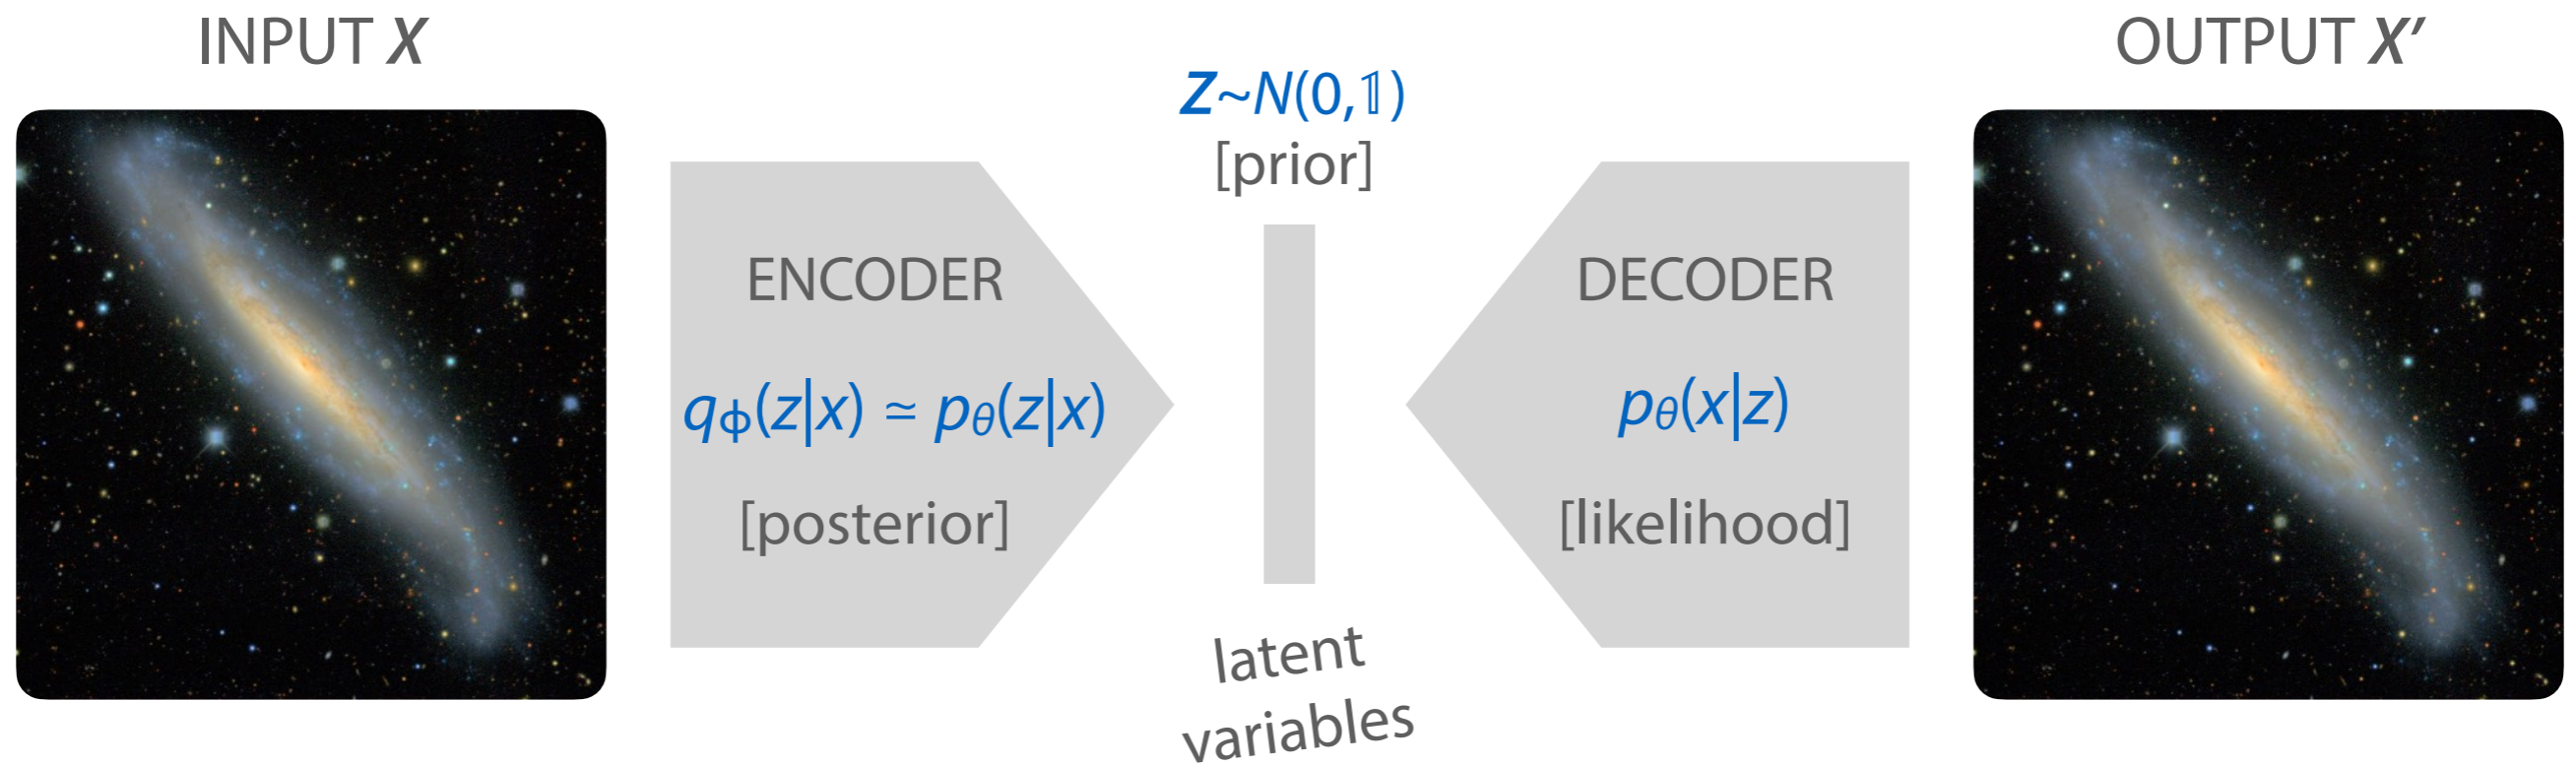 INPUT X
ENCODER
qϕ(z|x) ≃ pθ(z|x)
[posterior]
Z~N(0,𝟙)
[prior]
latent
variables
DECODER
pθ(x|z)
[likelihood]
OUTPUT X′